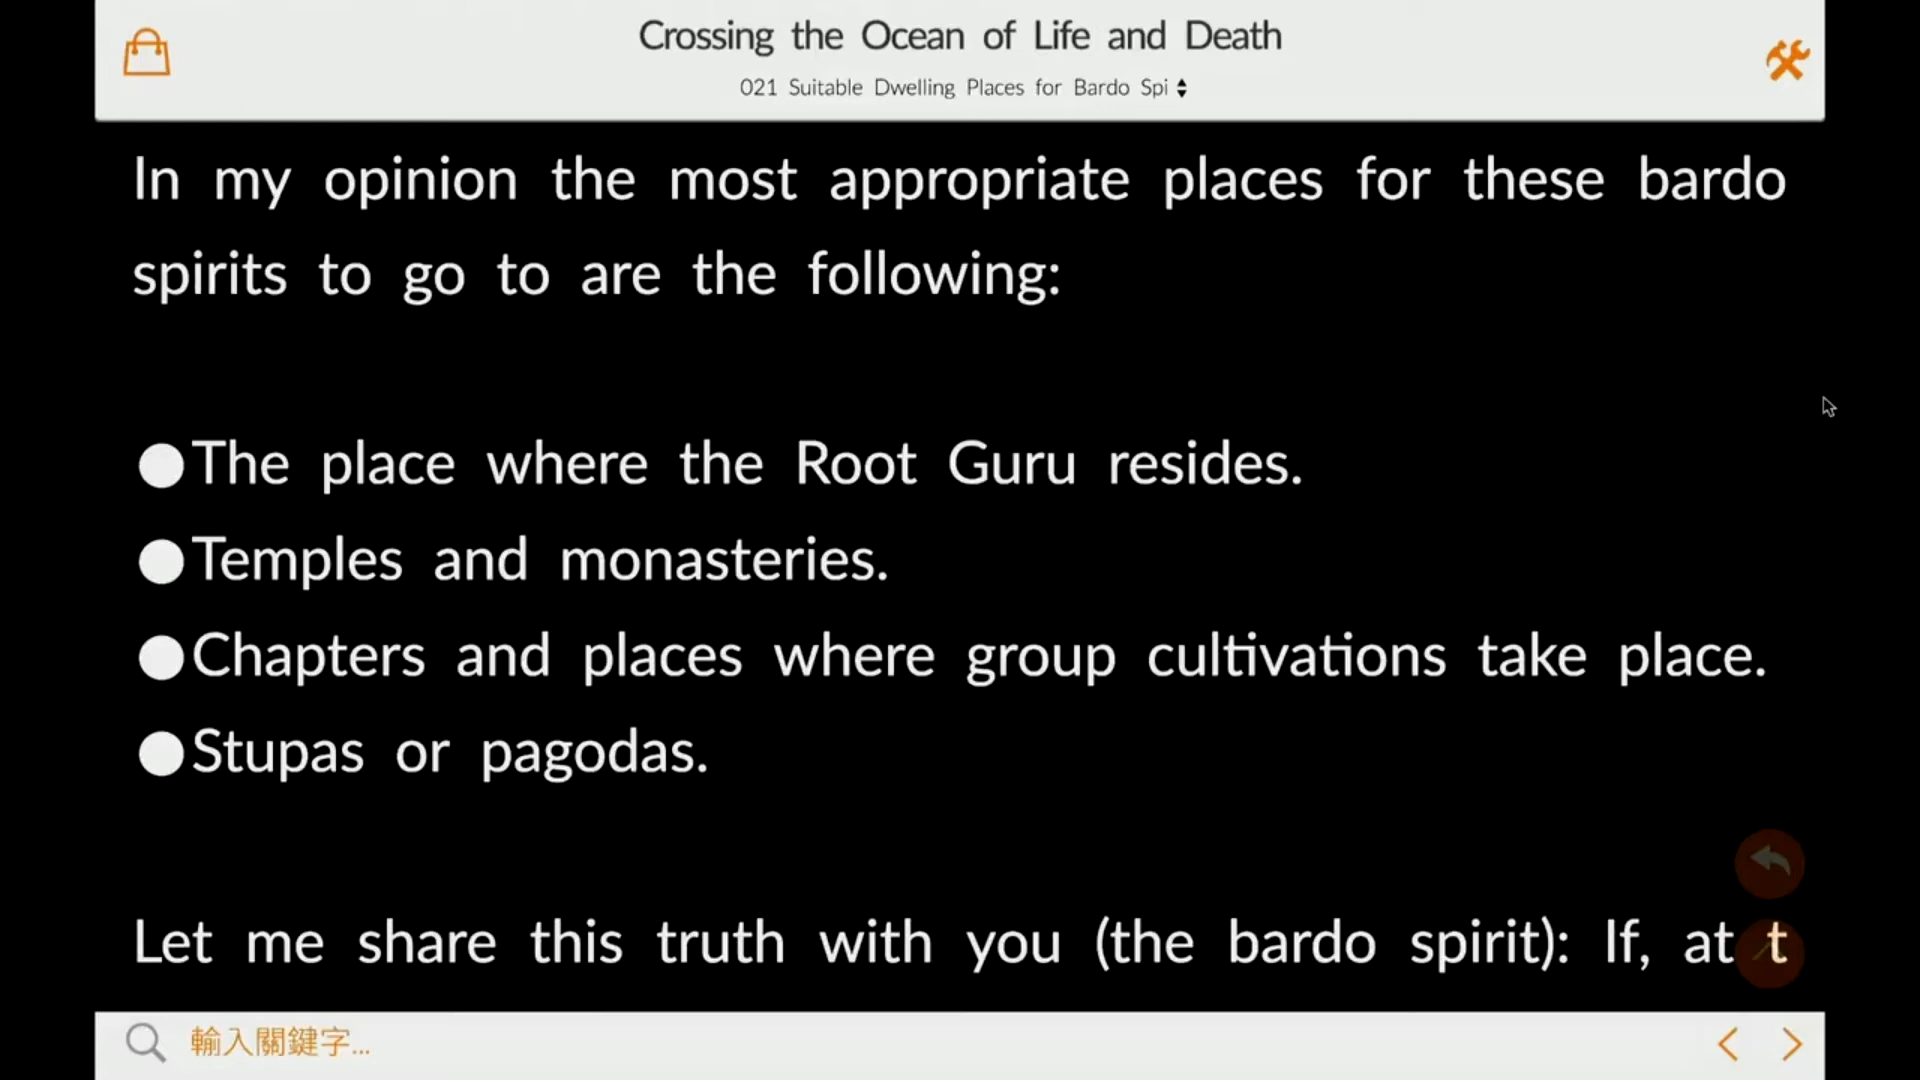 Crossing the Ocean of Life and Death
021 Suitable Dwelling Places for Bardo Spi
In my opinion the most appropriate places for these bardo
spirits to go to are the following:
●The place where the Root Guru resides.
●Temples and monasteries.
●Chapters and places where group cultivations take place.
●Stupas or pagodas.
Let me share this truth with you (the bardo spirit): If, at t
輸入關鍵字...